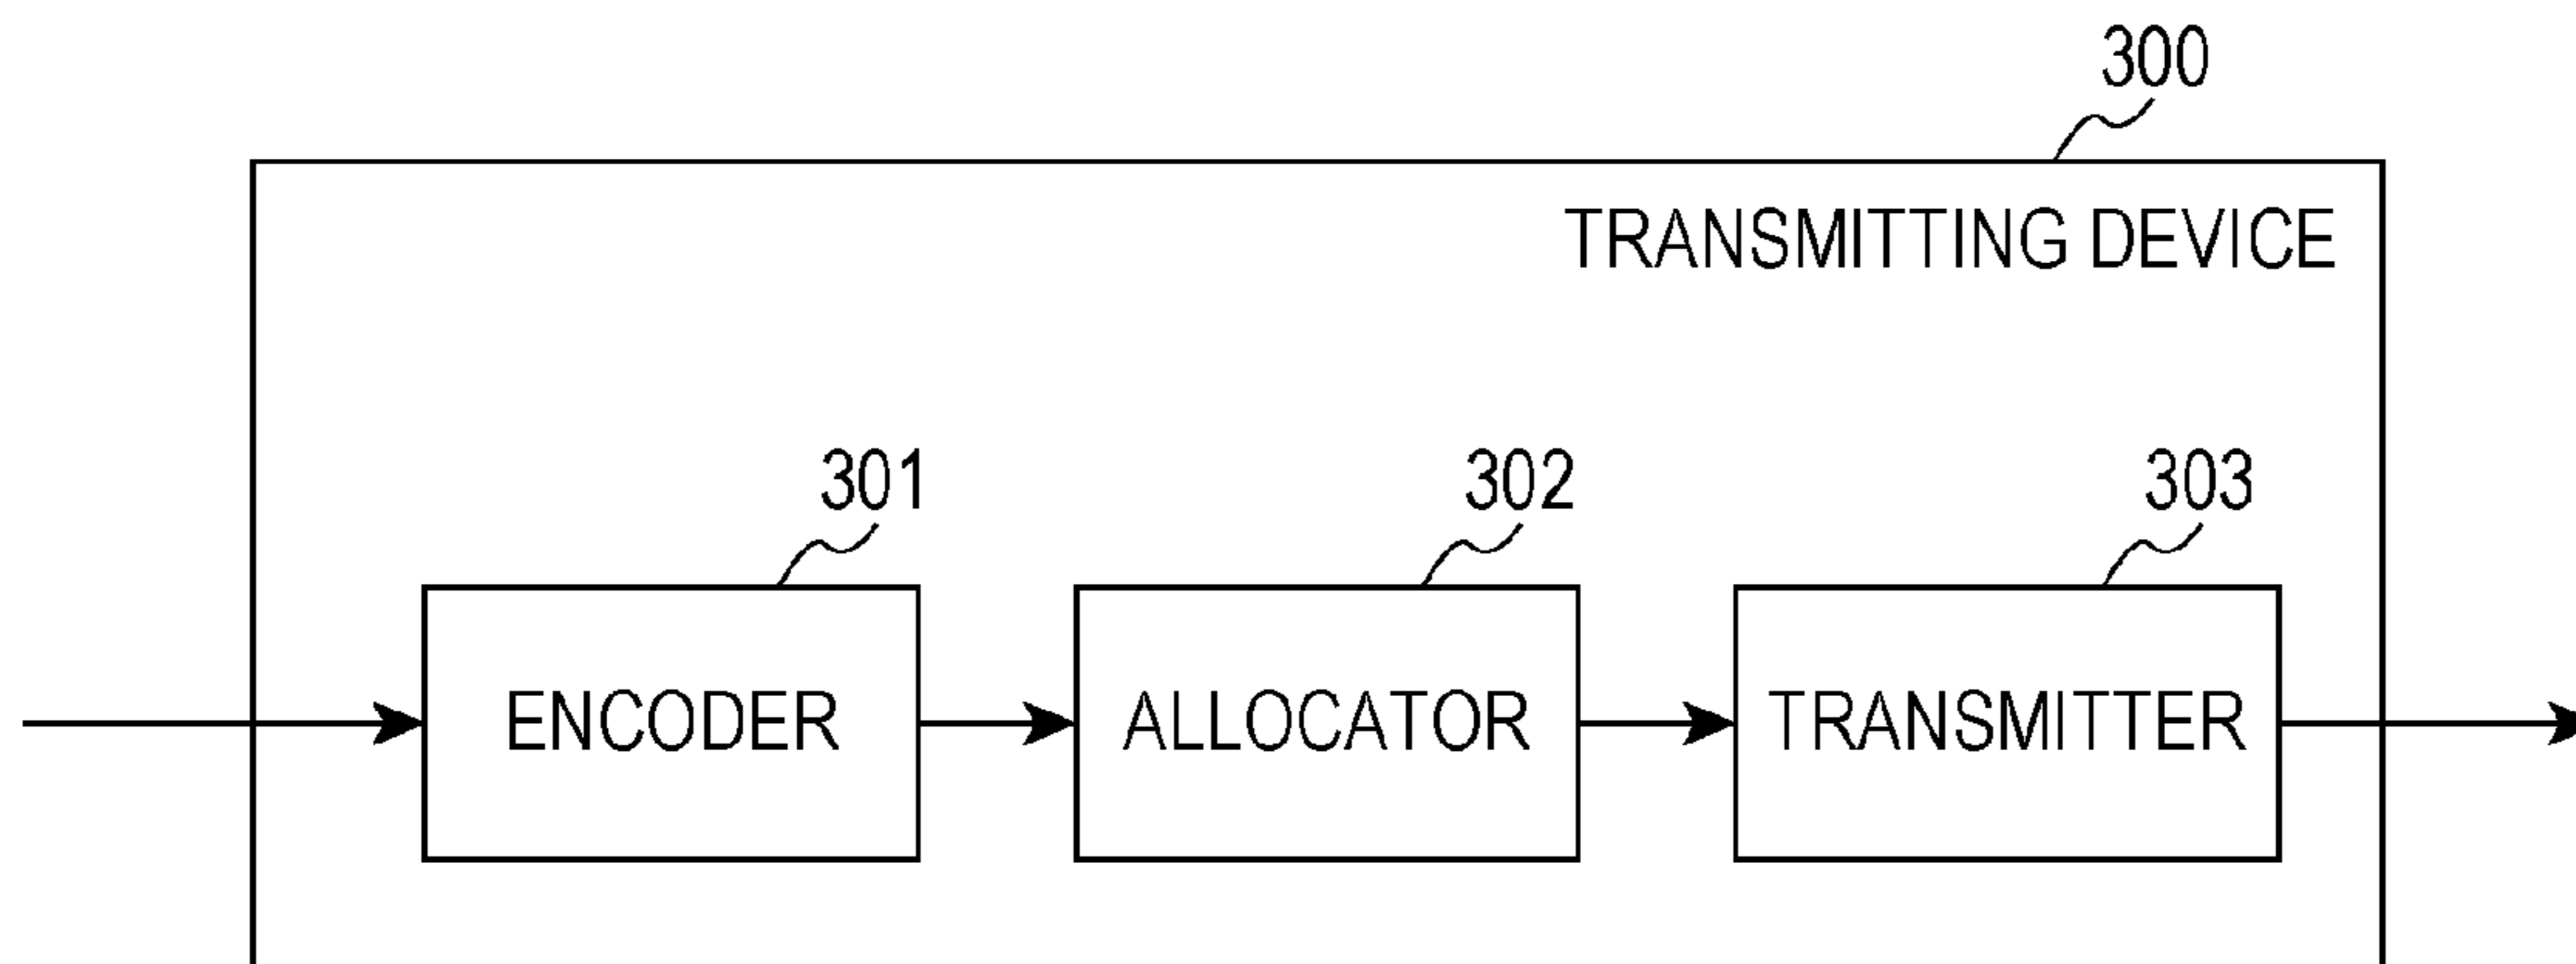 300
TRANSMITTING DEVICE
301 302 303
ENCODER ALLOCATOR TRANSMITTER